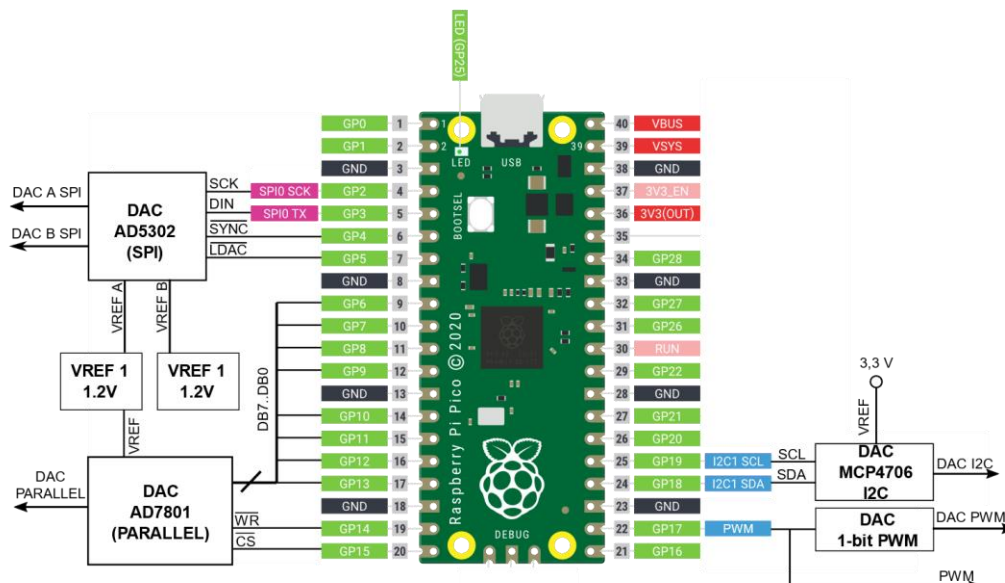 LED (GP25)
GP0 1 1 40 VBUS
GP1 2 2 LED USB 39 39 VSYS
GND 3 38 GND
DAC A SPI
DAC B SPI
DAC
AD5302
(SPI)
SCK SPI0 SCK GP2 4 37 3V3_EN
DIN SPI0 TX GP3 5 BOOTSEL 36 3V3(OUT)
SYNC GP4 6 35
LDAC GP5 7 34 GP28
GND 8 33 GND
VREF A
VREF B
VREF 1
1.2V
VREF 1
1.2V
VREF
DB7..DB0
GP6 9 32 GP27
GP7 10 31 GP26
GP8 11 30 RUN
GP9 12 29 GP22
GND 13 28 GND
GP10 14 27 GP21
GP11 15 26 GP20
GP12 16 25 GP19 I2C1 SCL SCL
GP13 17 24 GP18 I2C1 SDA SDA
GND 18 23 GND
WR GP14 19 22 GP17 PWM
CS GP15 20 21 GP16
Raspberry Pi Pico © 2020
DEBUG
DAC
PARALLEL
DAC
AD7801
(PARALLEL)
3,3 V
VREF
DAC
MCP4706
I2C
DAC I2C
DAC
1-bit PWM
DAC PWM
PWM